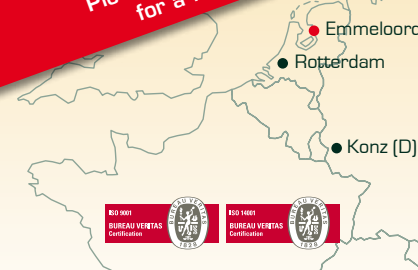 for a
Emmeloord
Rotterdam
Konz (D)
ISO 9001
BUREAU VERITAS
Certification
BUREAU VERITAS
1828
ISO 14001
BUREAU VERITAS
Certification
BUREAU VERITAS
1828